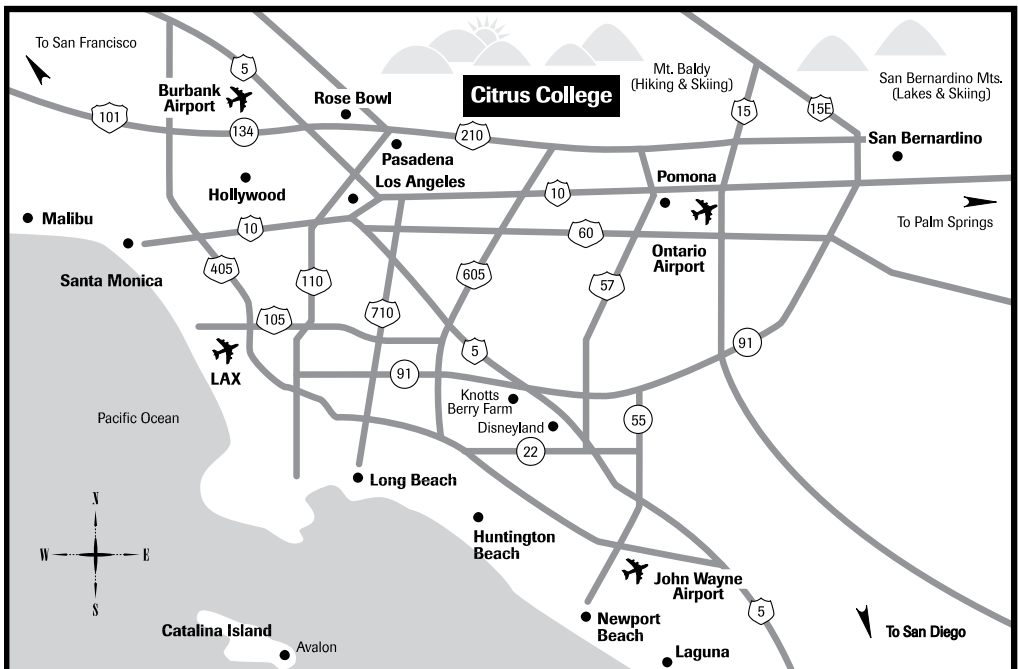 To San Francisco
5
Burbank
Airport
101
134
Rose Bowl
Citrus College
210
Mt. Baldy
(Hiking & Skiing)
15
15E
San Bernardino Mts.
(Lakes & Skiing)
San Bernardino
Pasadena
Los Angeles
Hollywood
Malibu
10
Santa Monica
10
Pomona
To Palm Springs
60
Ontario
Airport
405
110
605
57
105
710
LAX
5
91
91
Knotts
Berry Farm
Disneyland
55
22
Pacific Ocean
Long Beach
Huntington
Beach
N
W
E
S
John Wayne
Airport
Newport
Beach
5
To San Diego
Catalina Island
Avalon
Laguna